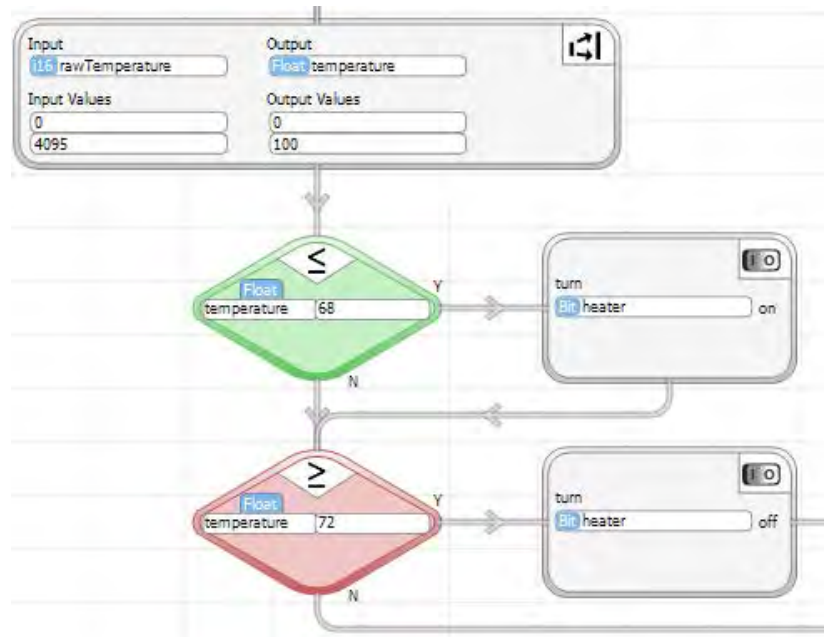 Input
Output
i16 rawTemperature
Float temperature
Input Values
Output Values
0
0
4095
100
≤
Float
temperature 68
Y
N
turn
I O
Bit heater on
≥
Float
temperature 72
Y
N
turn
I O
Bit heater off